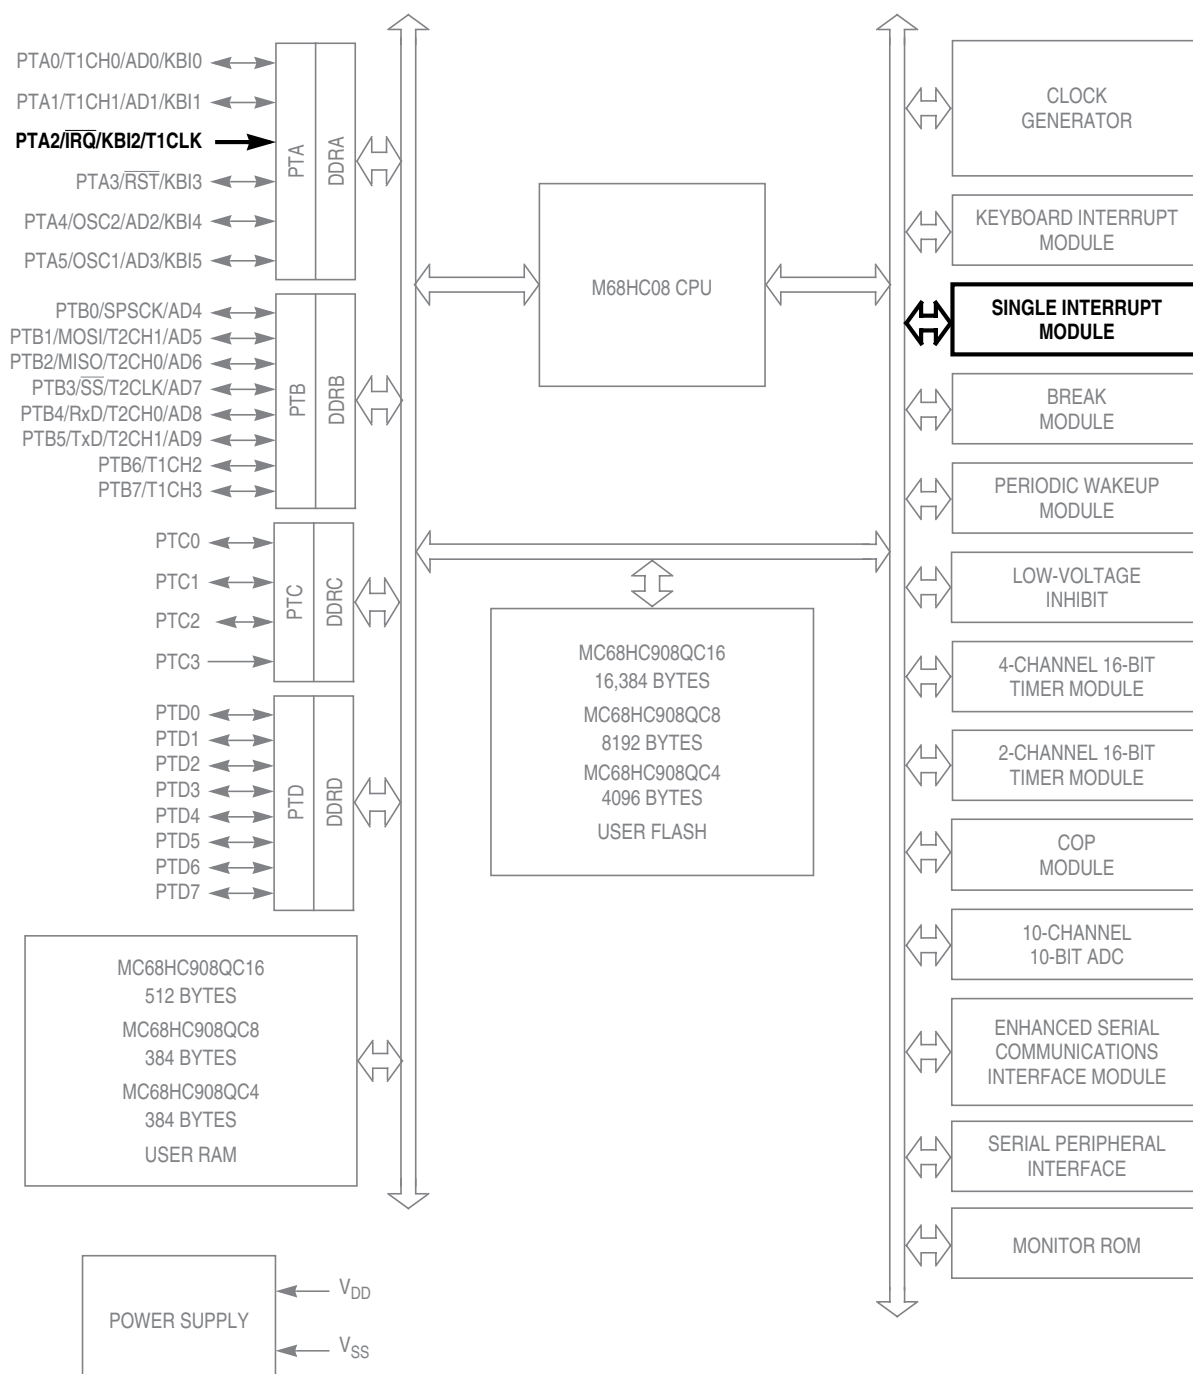 PTA0/T1CH0/AD0/KBI0
PTA1/T1CH1/AD1/KBI1
PTA2/I̅R̅Q̅/KBI2/T1CLK
PTA3/R̅S̅T̅/KBI3
PTA4/OSC2/AD2/KBI4
PTA5/OSC1/AD3/KBI5
PTA
DDRA
PTB0/SPSCK/AD4
PTB1/MOSI/T2CH1/AD5
PTB2/MISO/T2CH0/AD6
PTB3/S̅S̅/T2CLK/AD7
PTB4/RxD/T2CH0/AD8
PTB5/TxD/T2CH1/AD9
PTB6/T1CH2
PTB7/T1CH3
PTB
DDRB
PTC0
PTC1
PTC2
PTC3
PTC
DDRC
PTD0
PTD1
PTD2
PTD3
PTD4
PTD5
PTD6
PTD7
PTD
DDRD
MC68HC908QC16
512 BYTES
MC68HC908QC8
384 BYTES
MC68HC908QC4
384 BYTES
USER RAM
POWER SUPPLY
VDD
VSS
M68HC08 CPU
MC68HC908QC16
16,384 BYTES
MC68HC908QC8
8192 BYTES
MC68HC908QC4
4096 BYTES
USER FLASH
CLOCK
GENERATOR
KEYBOARD INTERRUPT
MODULE
SINGLE INTERRUPT
MODULE
BREAK
MODULE
PERIODIC WAKEUP
MODULE
LOW-VOLTAGE
INHIBIT
4-CHANNEL 16-BIT
TIMER MODULE
2-CHANNEL 16-BIT
TIMER MODULE
COP
MODULE
10-CHANNEL
10-BIT ADC
ENHANCED SERIAL
COMMUNICATIONS
INTERFACE MODULE
SERIAL PERIPHERAL
INTERFACE
MONITOR ROM